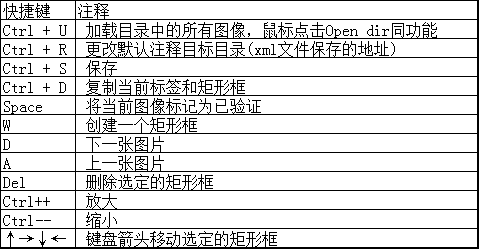 快捷键 注释
Ctrl + U 加载目录中的所有图像，鼠标点击Open dir同功能
Ctrl + R 更改默认注释目标目录(xml文件保存的地址)
Ctrl + S 保存
Ctrl + D 复制当前标签和矩形框
Space 将当前图像标记为已验证
W 创建一个矩形框
D 下一张图片
A 上一张图片
Del 删除选定的矩形框
Ctrl++ 放大
Ctrl-- 缩小
↑→↓← 键盘箭头移动选定的矩形框